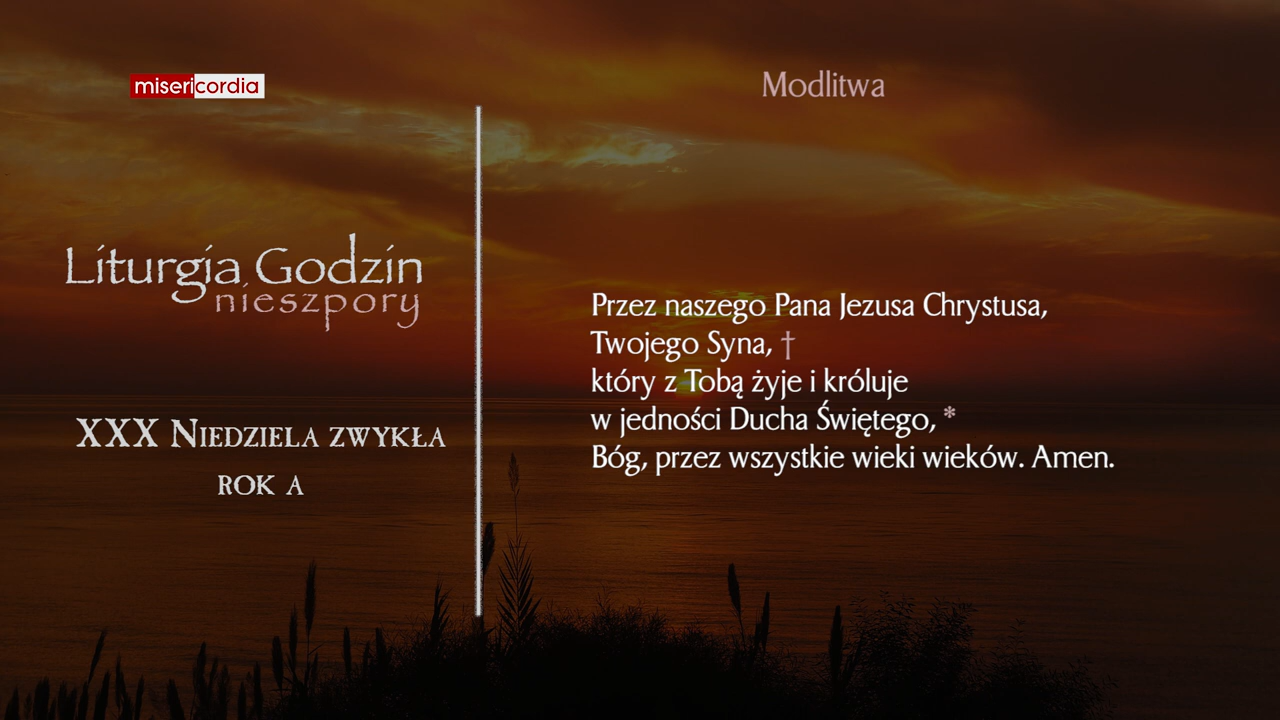 misericordia
Liturgia Godzin
nieszpory
XXX Niedziela zwykła
rok a
Modlitwa
Przez naszego Pana Jezusa Chrystusa,
Twojego Syna, †
który z Tobą żyje i króluje
w jedności Ducha Świętego, *
Bóg, przez wszystkie wieki wieków. Amen.